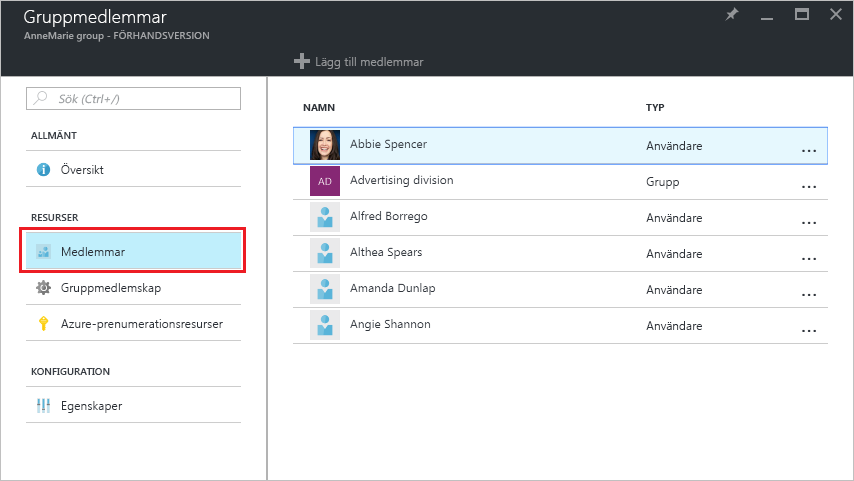 Gruppmedlemmar
AnneMarie group - FÖRHANDSVERSION
Lägg till medlemmar
Sök (Ctrl+/)
ALLMÄNT
Översikt
RESURSER
Medlemmar
Gruppmedlemskap
Azure-prenumerationsresurser
KONFIGURATION
Egenskaper
NAMN TYP
Abbie Spencer Användare ...
AD Advertising division Grupp ...
Alfred Borrego Användare ...
Althea Spears Användare ...
Amanda Dunlap Användare ...
Angie Shannon Användare ...